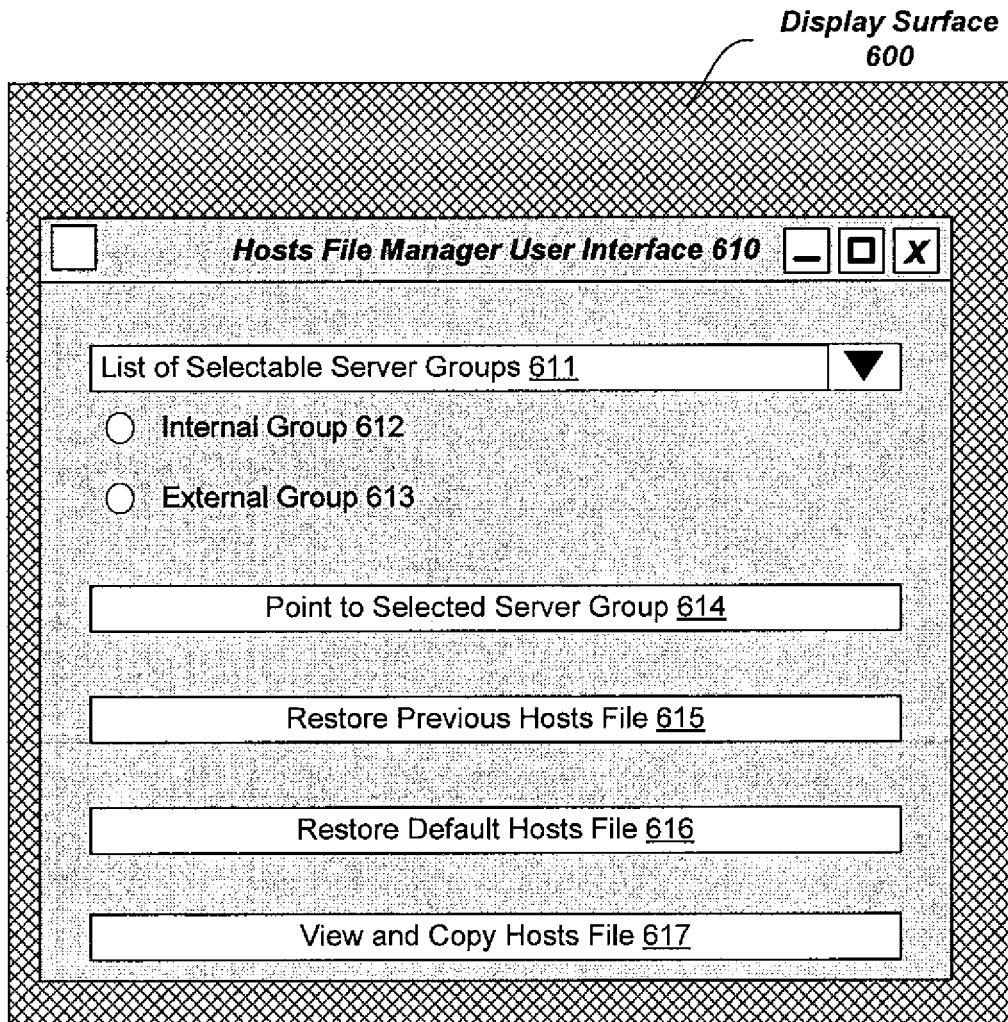 Display Surface
600
Hosts File Manager User Interface 610
X
List of Selectable Server Groups 611
Internal Group 612
External Group 613
Point to Selected Server Group 614
Restore Previous Hosts File 615
Restore Default Hosts File 616
View and Copy Hosts File 617